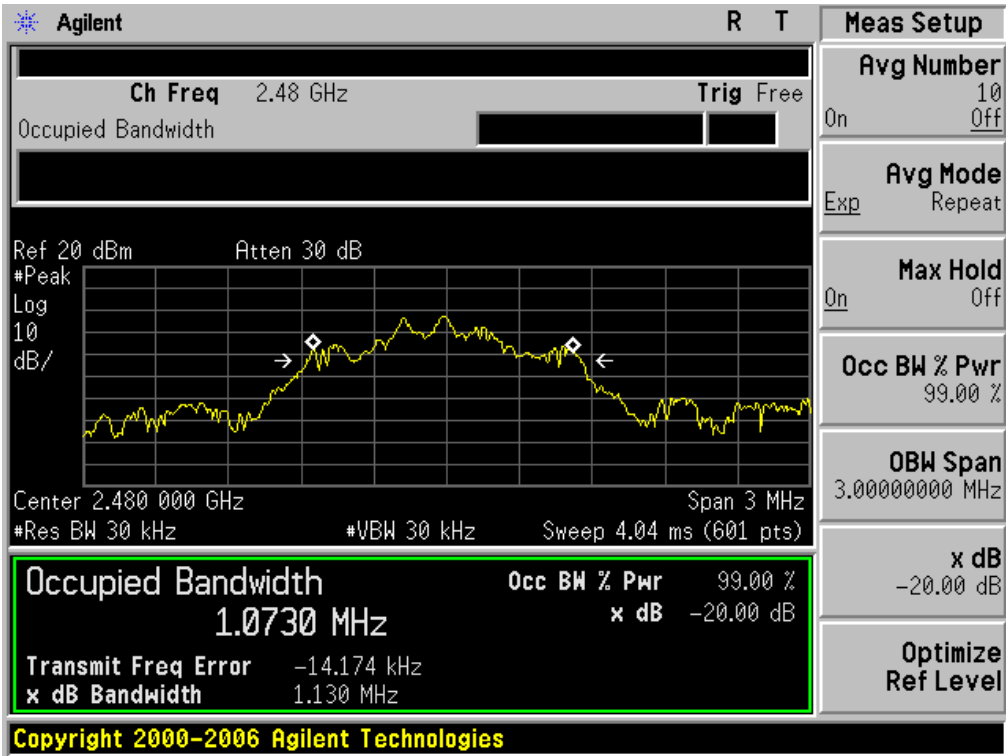 Agilent R T
Ch Freq 2.48 GHz Trig Free
Occupied Bandwidth
Ref 20 dBm Atten 30 dB
#Peak
Log
10
dB/
Center 2.480 000 GHz Span 3 MHz
#Res BW 30 kHz #VBW 30 kHz Sweep 4.04 ms (601 pts)
Occupied Bandwidth Occ BW % Pwr 99.00 %
1.0730 MHz x dB -20.00 dB
Transmit Freq Error -14.174 kHz
x dB Bandwidth 1.130 MHz
Copyright 2000-2006 Agilent Technologies
Meas Setup
Avg Number
10
On Off
Avg Mode
Exp Repeat
Max Hold
On Off
Occ BW % Pwr
99.00 %
OBW Span
3.00000000 MHz
x dB
-20.00 dB
Optimize
Ref Level